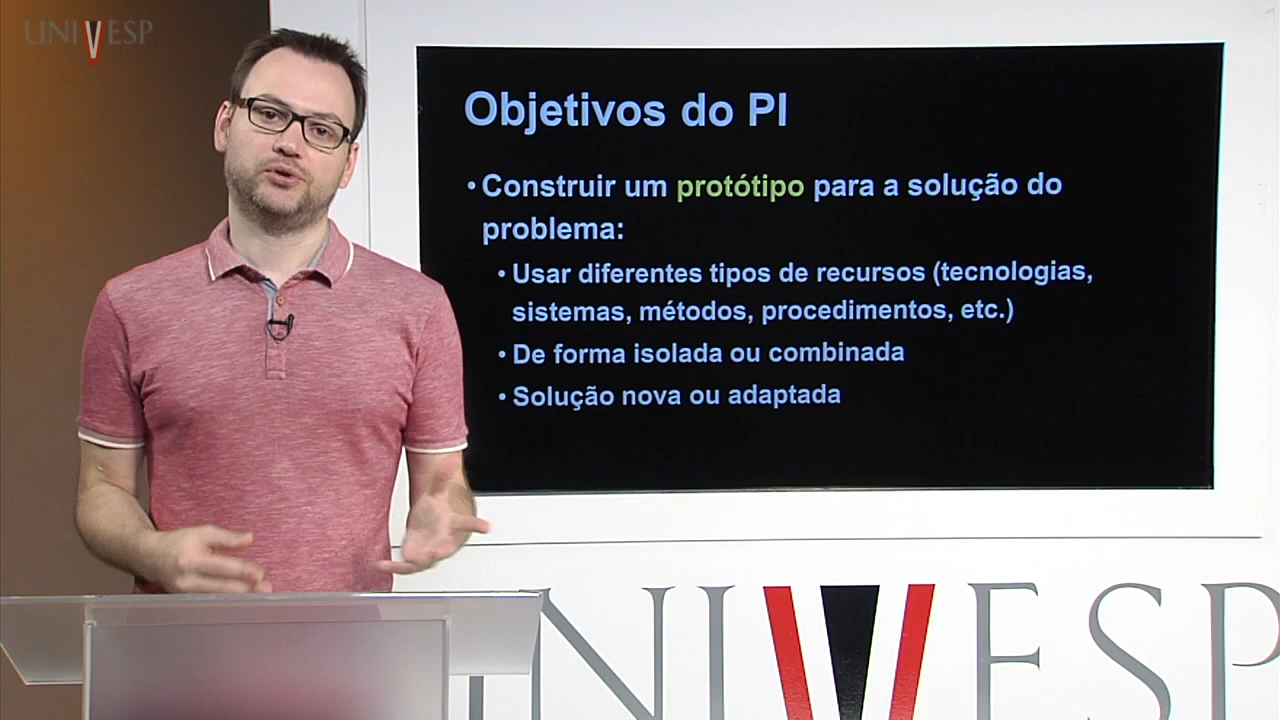 UNIVESP
Objetivos do PI
• Construir um protótipo para a solução do
problema:
• Usar diferentes tipos de recursos (tecnologias,
sistemas, métodos, procedimentos, etc.)
• De forma isolada ou combinada
• Solução nova ou adaptada
UNIVESP